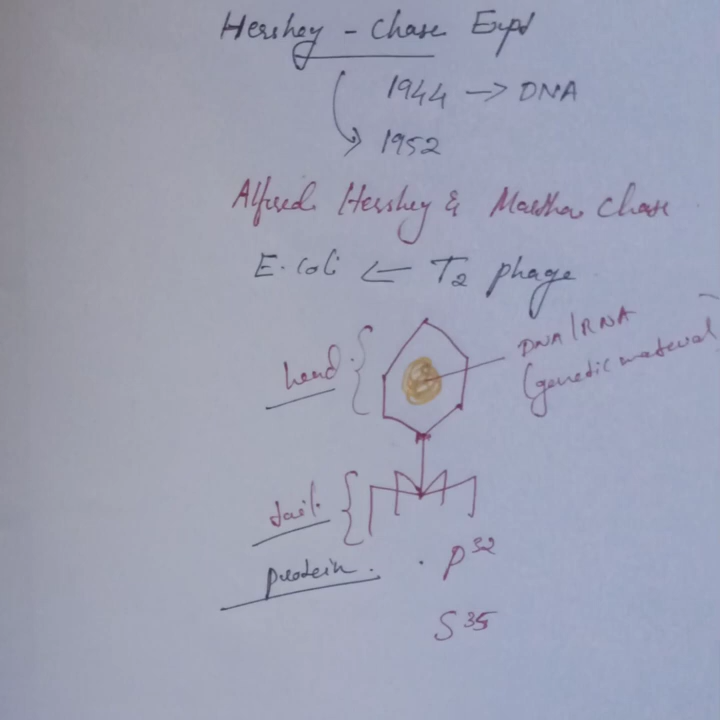 Hershey - Chase Expt
1944 → DNA
1952
Alfred Hershey & Martha Chase
E. coli ← T2 phage
head
DNA/RNA
(genetic material
tail
protein.
P32
S35